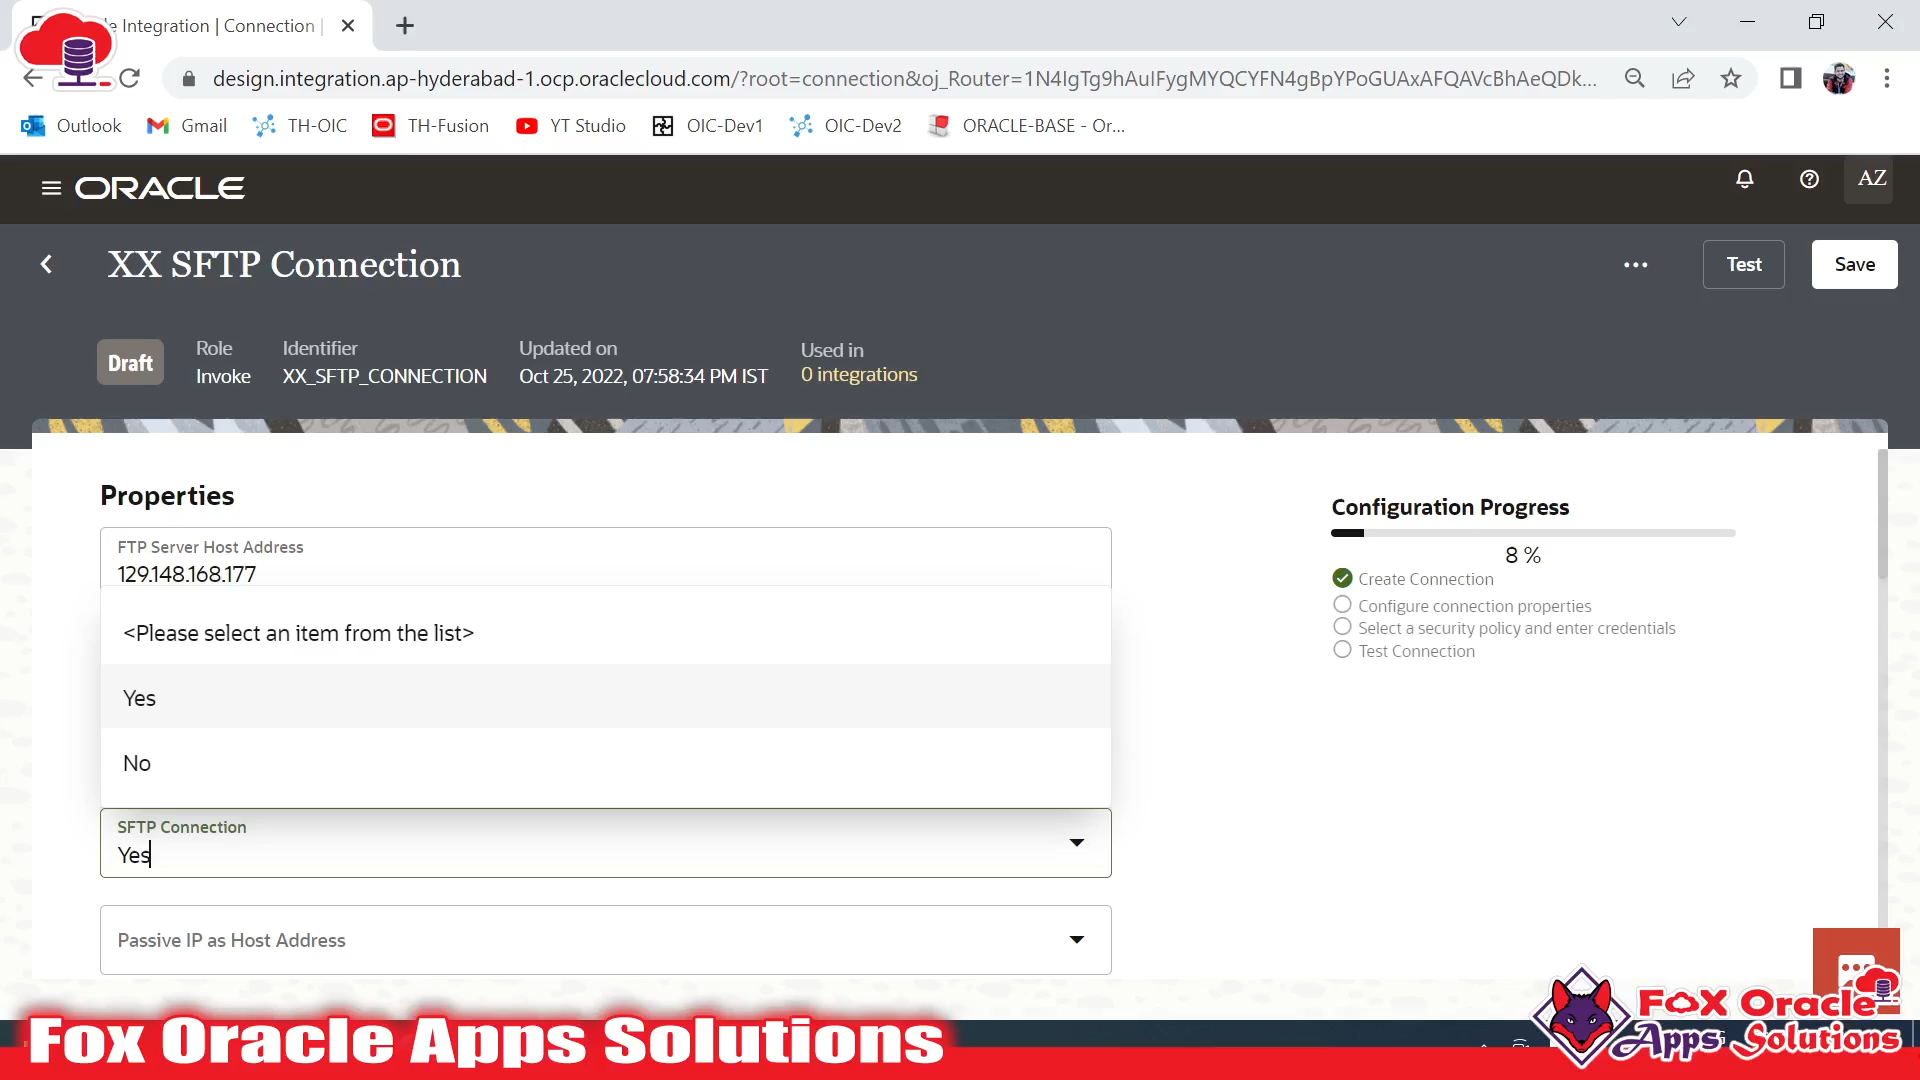 e Integration | Connection |
design.integration.ap-hyderabad-1.ocp.oraclecloud.com/?root=connection&oj_Router=1N4IgTg9hAuIFygMYQCYFN4gBpYPoGUAxAFQAVcBhAeQDk...
Outlook Gmail TH-OIC TH-Fusion YT Studio OIC-Dev1 OIC-Dev2 ORACLE-BASE - Or...
ORACLE AZ
XX SFTP Connection Test Save
Draft Role Identifier Updated on Used in
Invoke XX_SFTP_CONNECTION Oct 25, 2022, 07:58:34 PM IST 0 integrations
Properties
FTP Server Host Address
129.148.168.177
<Please select an item from the list>
Yes
No
SFTP Connection
Yes
Passive IP as Host Address
Configuration Progress
8 %
Create Connection
Configure connection properties
Select a security policy and enter credentials
Test Connection
Fox Oracle Apps Solutions
Fox Oracle
Apps Solutions